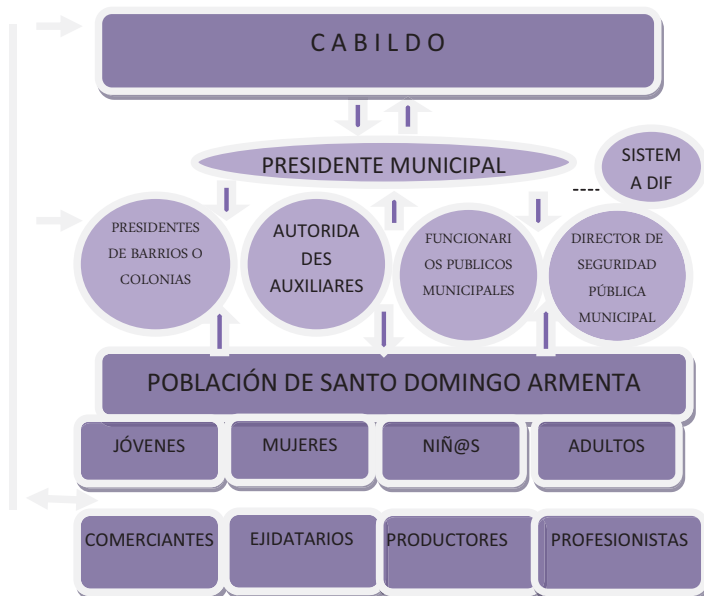 C A B I L D O
PRESIDENTE MUNICIPAL
SISTEM
A DIF
PRESIDENTES
DE BARRIOS O
COLONIAS
AUTORIDA
DES
AUXILIARES
FUNCIONARI
OS PUBLICOS
MUNICIPALES
DIRECTOR DE
SEGURIDAD
PÚBLICA
MUNICIPAL
POBLACIÓN DE SANTO DOMINGO ARMENTA
JÓVENES
MUJERES
NIÑ@S
ADULTOS
COMERCIANTES
EJIDATARIOS
PRODUCTORES
PROFESIONISTAS